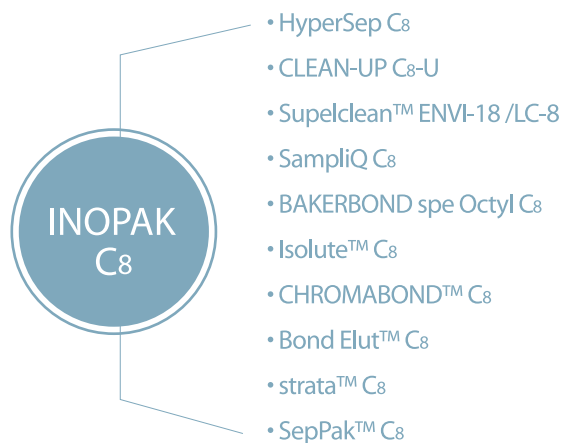 INOPAK
C8
• HyperSep C8
• CLEAN-UP C8-U
• Supelclean™ ENVI-18 /LC-8
• SampliQ C8
• BAKERBOND spe Octyl C8
• Isolute™ C8
• CHROMABOND™ C8
• Bond Elut™ C8
• strata™ C8
• SepPak™ C8